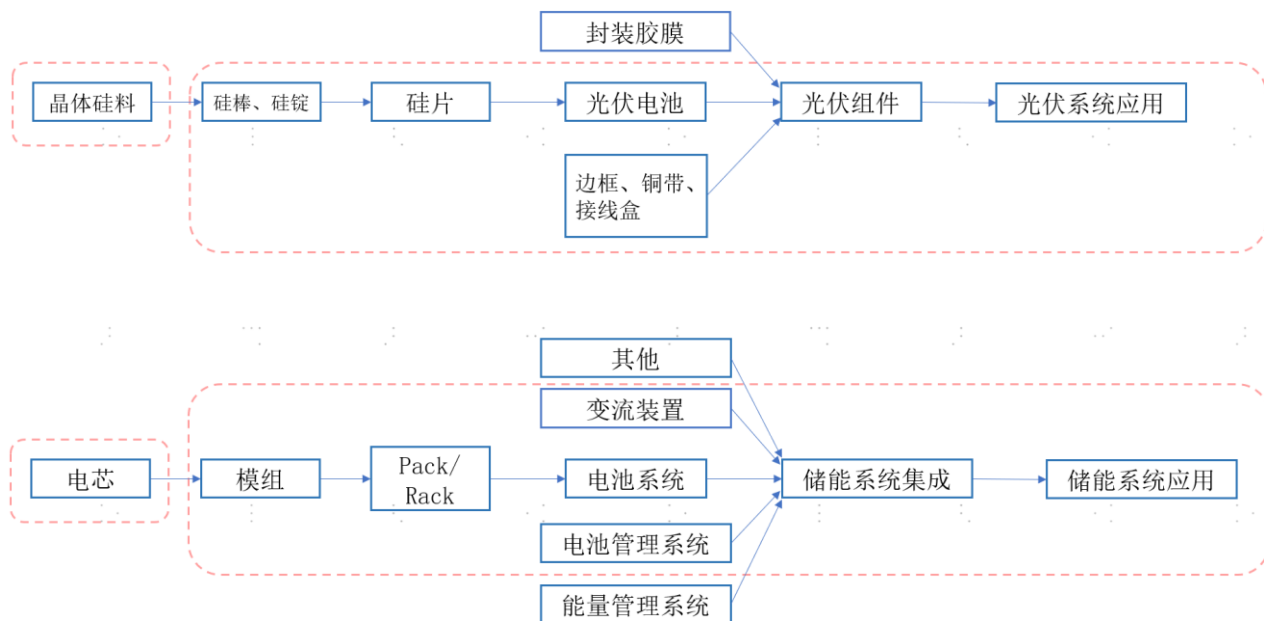 封装胶膜
晶体硅料
硅棒、硅锭
硅片
光伏电池
光伏组件
光伏系统应用
边框、铜带、
接线盒
其他
变流装置
电芯
模组
Pack/
Rack
电池系统
储能系统集成
储能系统应用
电池管理系统
能量管理系统